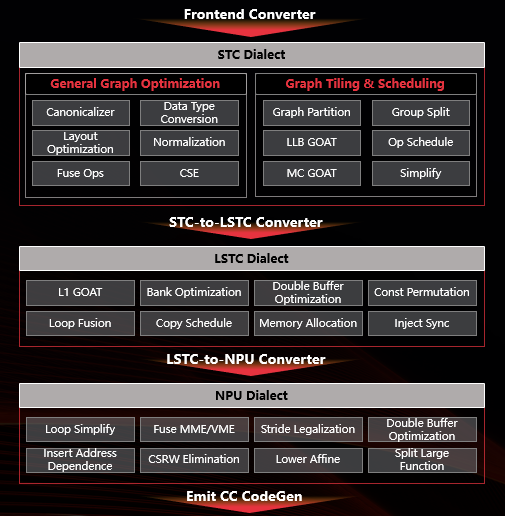 Frontend Converter
STC Dialect
General Graph Optimization
Graph Tiling & Scheduling
Canonicalizer
Data Type
Conversion
Graph Partition
Group Split
Layout
Optimization
Normalization
LLB GOAT
Op Schedule
Fuse Ops
CSE
MC GOAT
Simplify
STC-to-LSTC Converter
LSTC Dialect
L1 GOAT
Bank Optimization
Double Buffer
Optimization
Const Permutation
Loop Fusion
Copy Schedule
Memory Allocation
Inject Sync
LSTC-to-NPU Converter
NPU Dialect
Loop Simplify
Fuse MME/VME
Stride Legalization
Double Buffer
Optimization
Insert Address
Dependence
CSRW Elimination
Lower Affine
Split Large
Function
Emit CC CodeGen